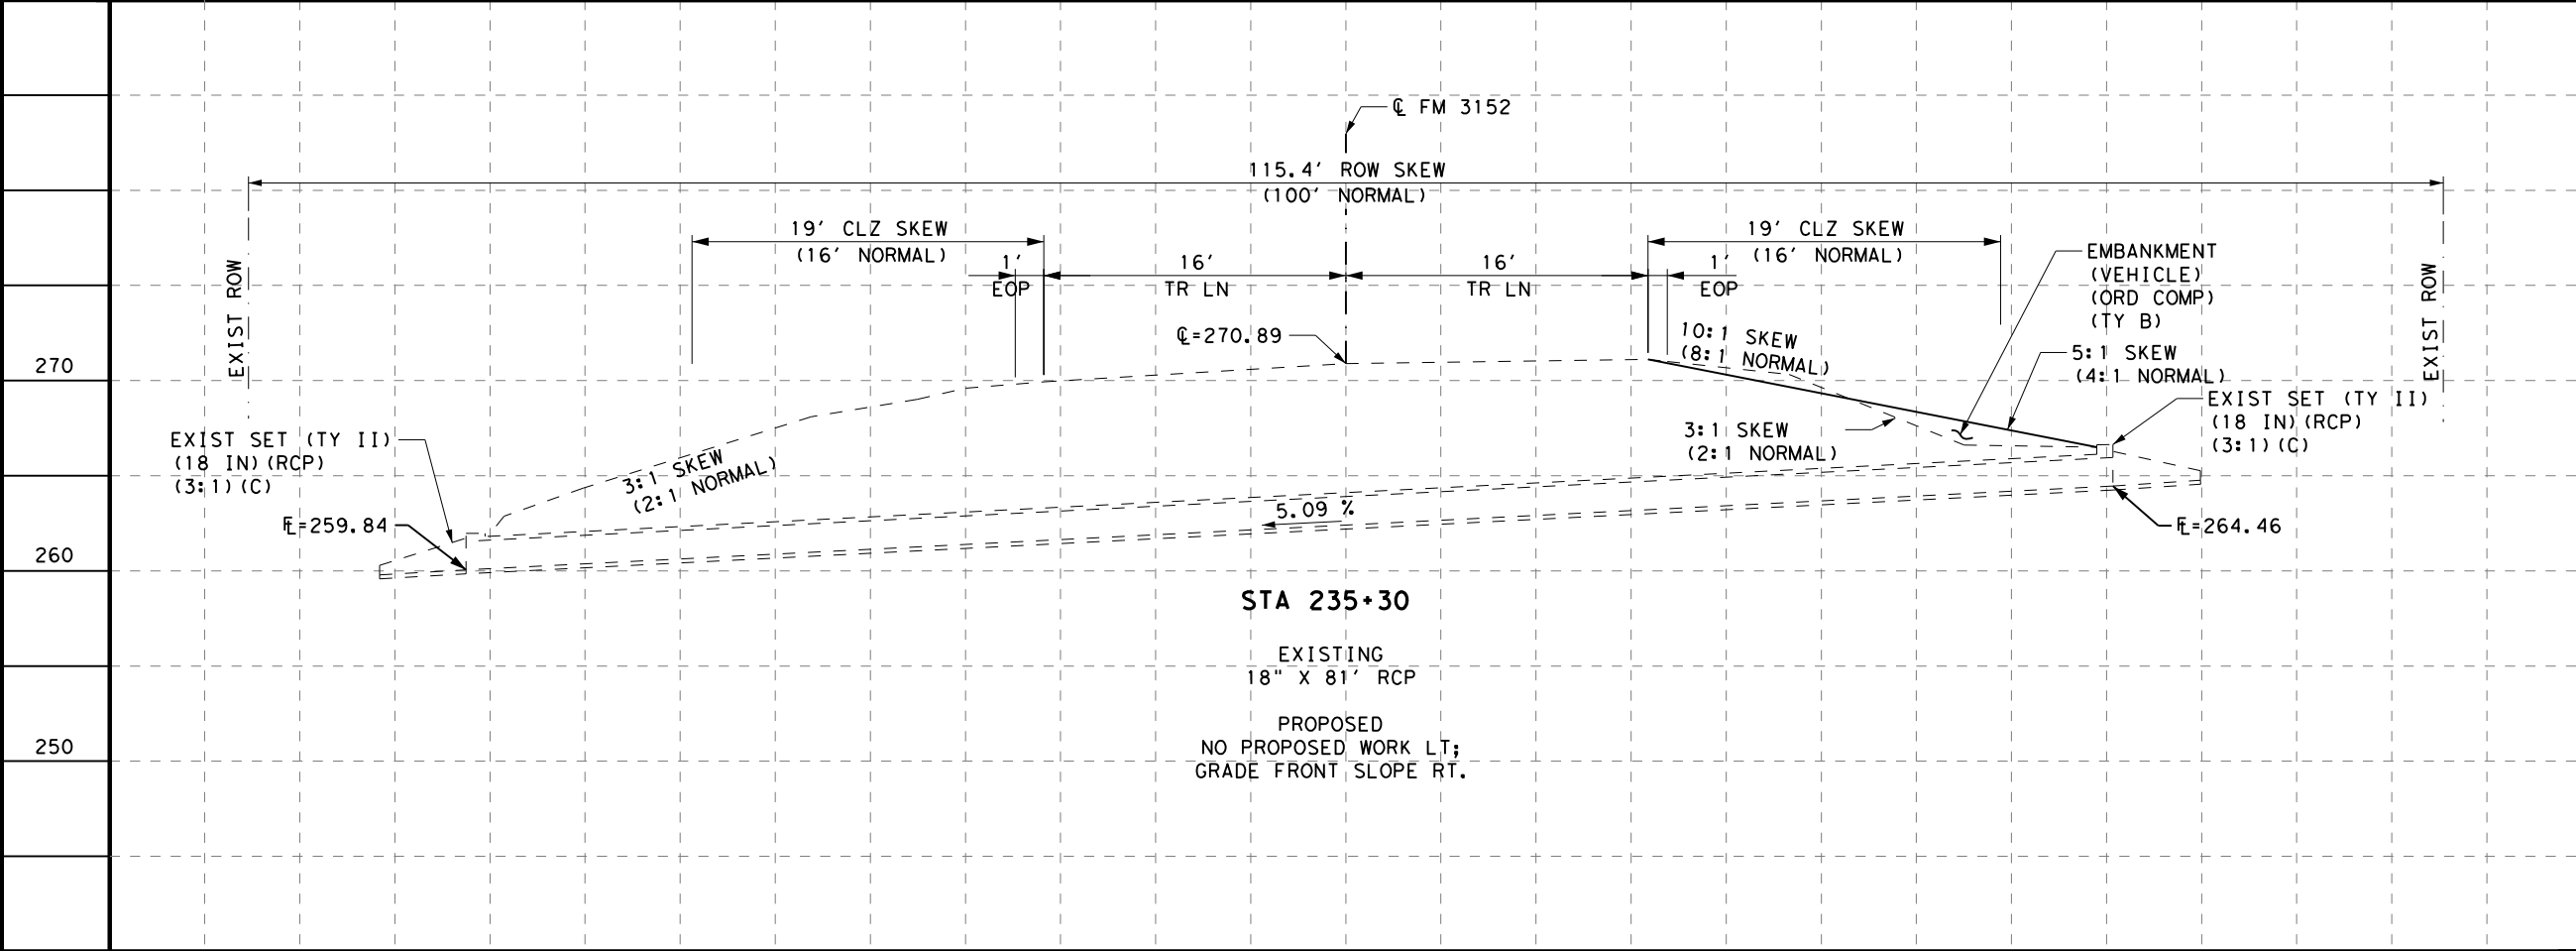 ℄ FM 3152
115.4' ROW SKEW
(100' NORMAL)
19' CLZ SKEW
(16' NORMAL)
1'
EOP
16'
TR LN
16'
TR LN
1'
EOP
19' CLZ SKEW
(16' NORMAL)
EMBANKMENT
(VEHICLE)
(ORD COMP)
(TY B)
EXIST ROW
EXIST ROW
℄=270.89
10:1 SKEW
(8:1 NORMAL)
5:1 SKEW
(4:1 NORMAL)
270
EXIST SET (TY II)
(18 IN)(RCP)
(3:1)(C)
3:1 SKEW
(2:1 NORMAL)
3:1 SKEW
(2:1 NORMAL)
EXIST SET (TY II)
(18 IN)(RCP)
(3:1)(C)
FL=259.84
5.09 %
FL=264.46
260
STA 235+30
EXISTING
18" X 81' RCP
PROPOSED
NO PROPOSED WORK LT;
GRADE FRONT SLOPE RT.
250